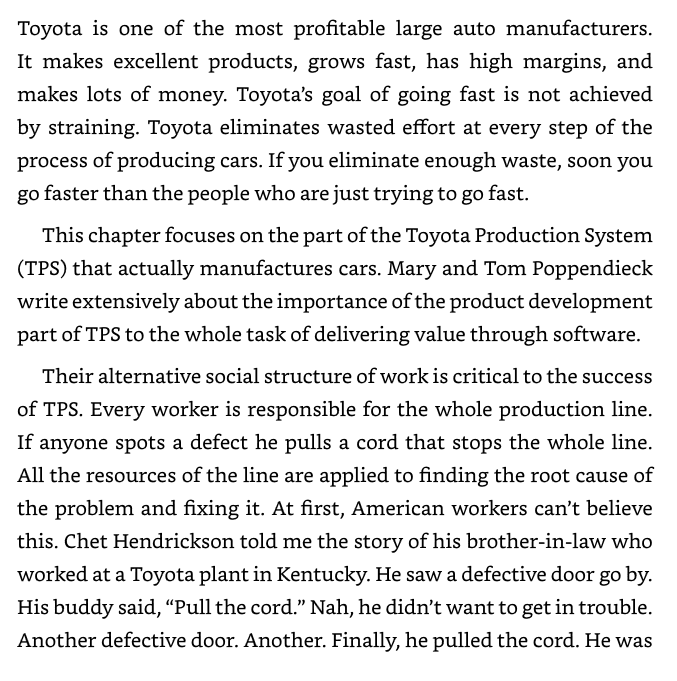 Toyota is one of the most profitable large auto manufacturers.
It makes excellent products, grows fast, has high margins, and
makes lots of money. Toyota’s goal of going fast is not achieved
by straining. Toyota eliminates wasted effort at every step of the
process of producing cars. If you eliminate enough waste, soon you
go faster than the people who are just trying to go fast.
This chapter focuses on the part of the Toyota Production System
(TPS) that actually manufactures cars. Mary and Tom Poppendieck
write extensively about the importance of the product development
part of TPS to the whole task of delivering value through software.
Their alternative social structure of work is critical to the success
of TPS. Every worker is responsible for the whole production line.
If anyone spots a defect he pulls a cord that stops the whole line.
All the resources of the line are applied to finding the root cause of
the problem and fixing it. At first, American workers can’t believe
this. Chet Hendrickson told me the story of his brother-in-law who
worked at a Toyota plant in Kentucky. He saw a defective door go by.
His buddy said, “Pull the cord.” Nah, he didn’t want to get in trouble.
Another defective door. Another. Finally, he pulled the cord. He was